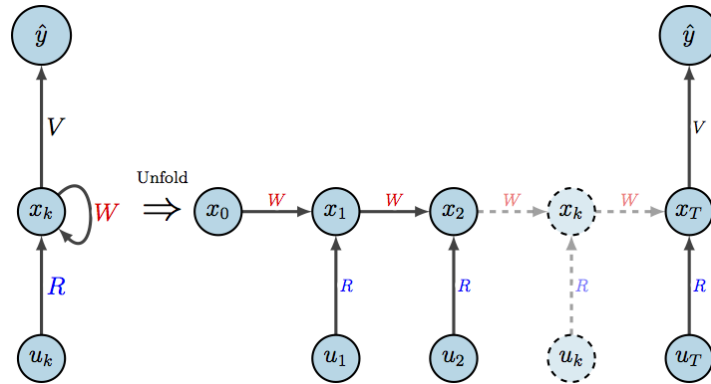 ŷ ŷ
V V
Unfold
x_k W ⇒ x_0 W x_1 W x_2 W x_k W x_T
R R R R R
u_k u_1 u_2 u_k u_T